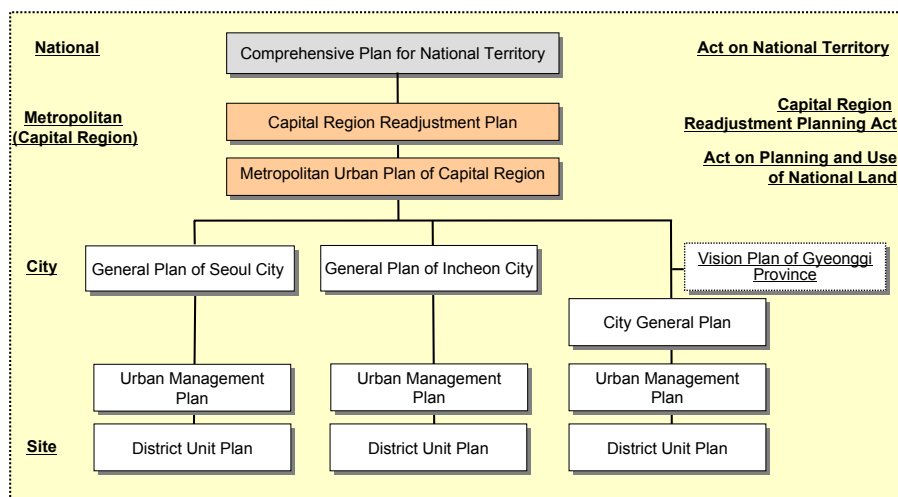 National
Comprehensive Plan for National Territory
Act on National Territory
Metropolitan
(Capital Region)
Capital Region Readjustment Plan
Capital Region
Readjustment Planning Act
Metropolitan Urban Plan of Capital Region
Act on Planning and Use
of National Land
City
General Plan of Seoul City
General Plan of Incheon City
Vision Plan of Gyeonggi
Province
City General Plan
Urban Management
Plan
Urban Management
Plan
Urban Management
Plan
Site
District Unit Plan
District Unit Plan
District Unit Plan